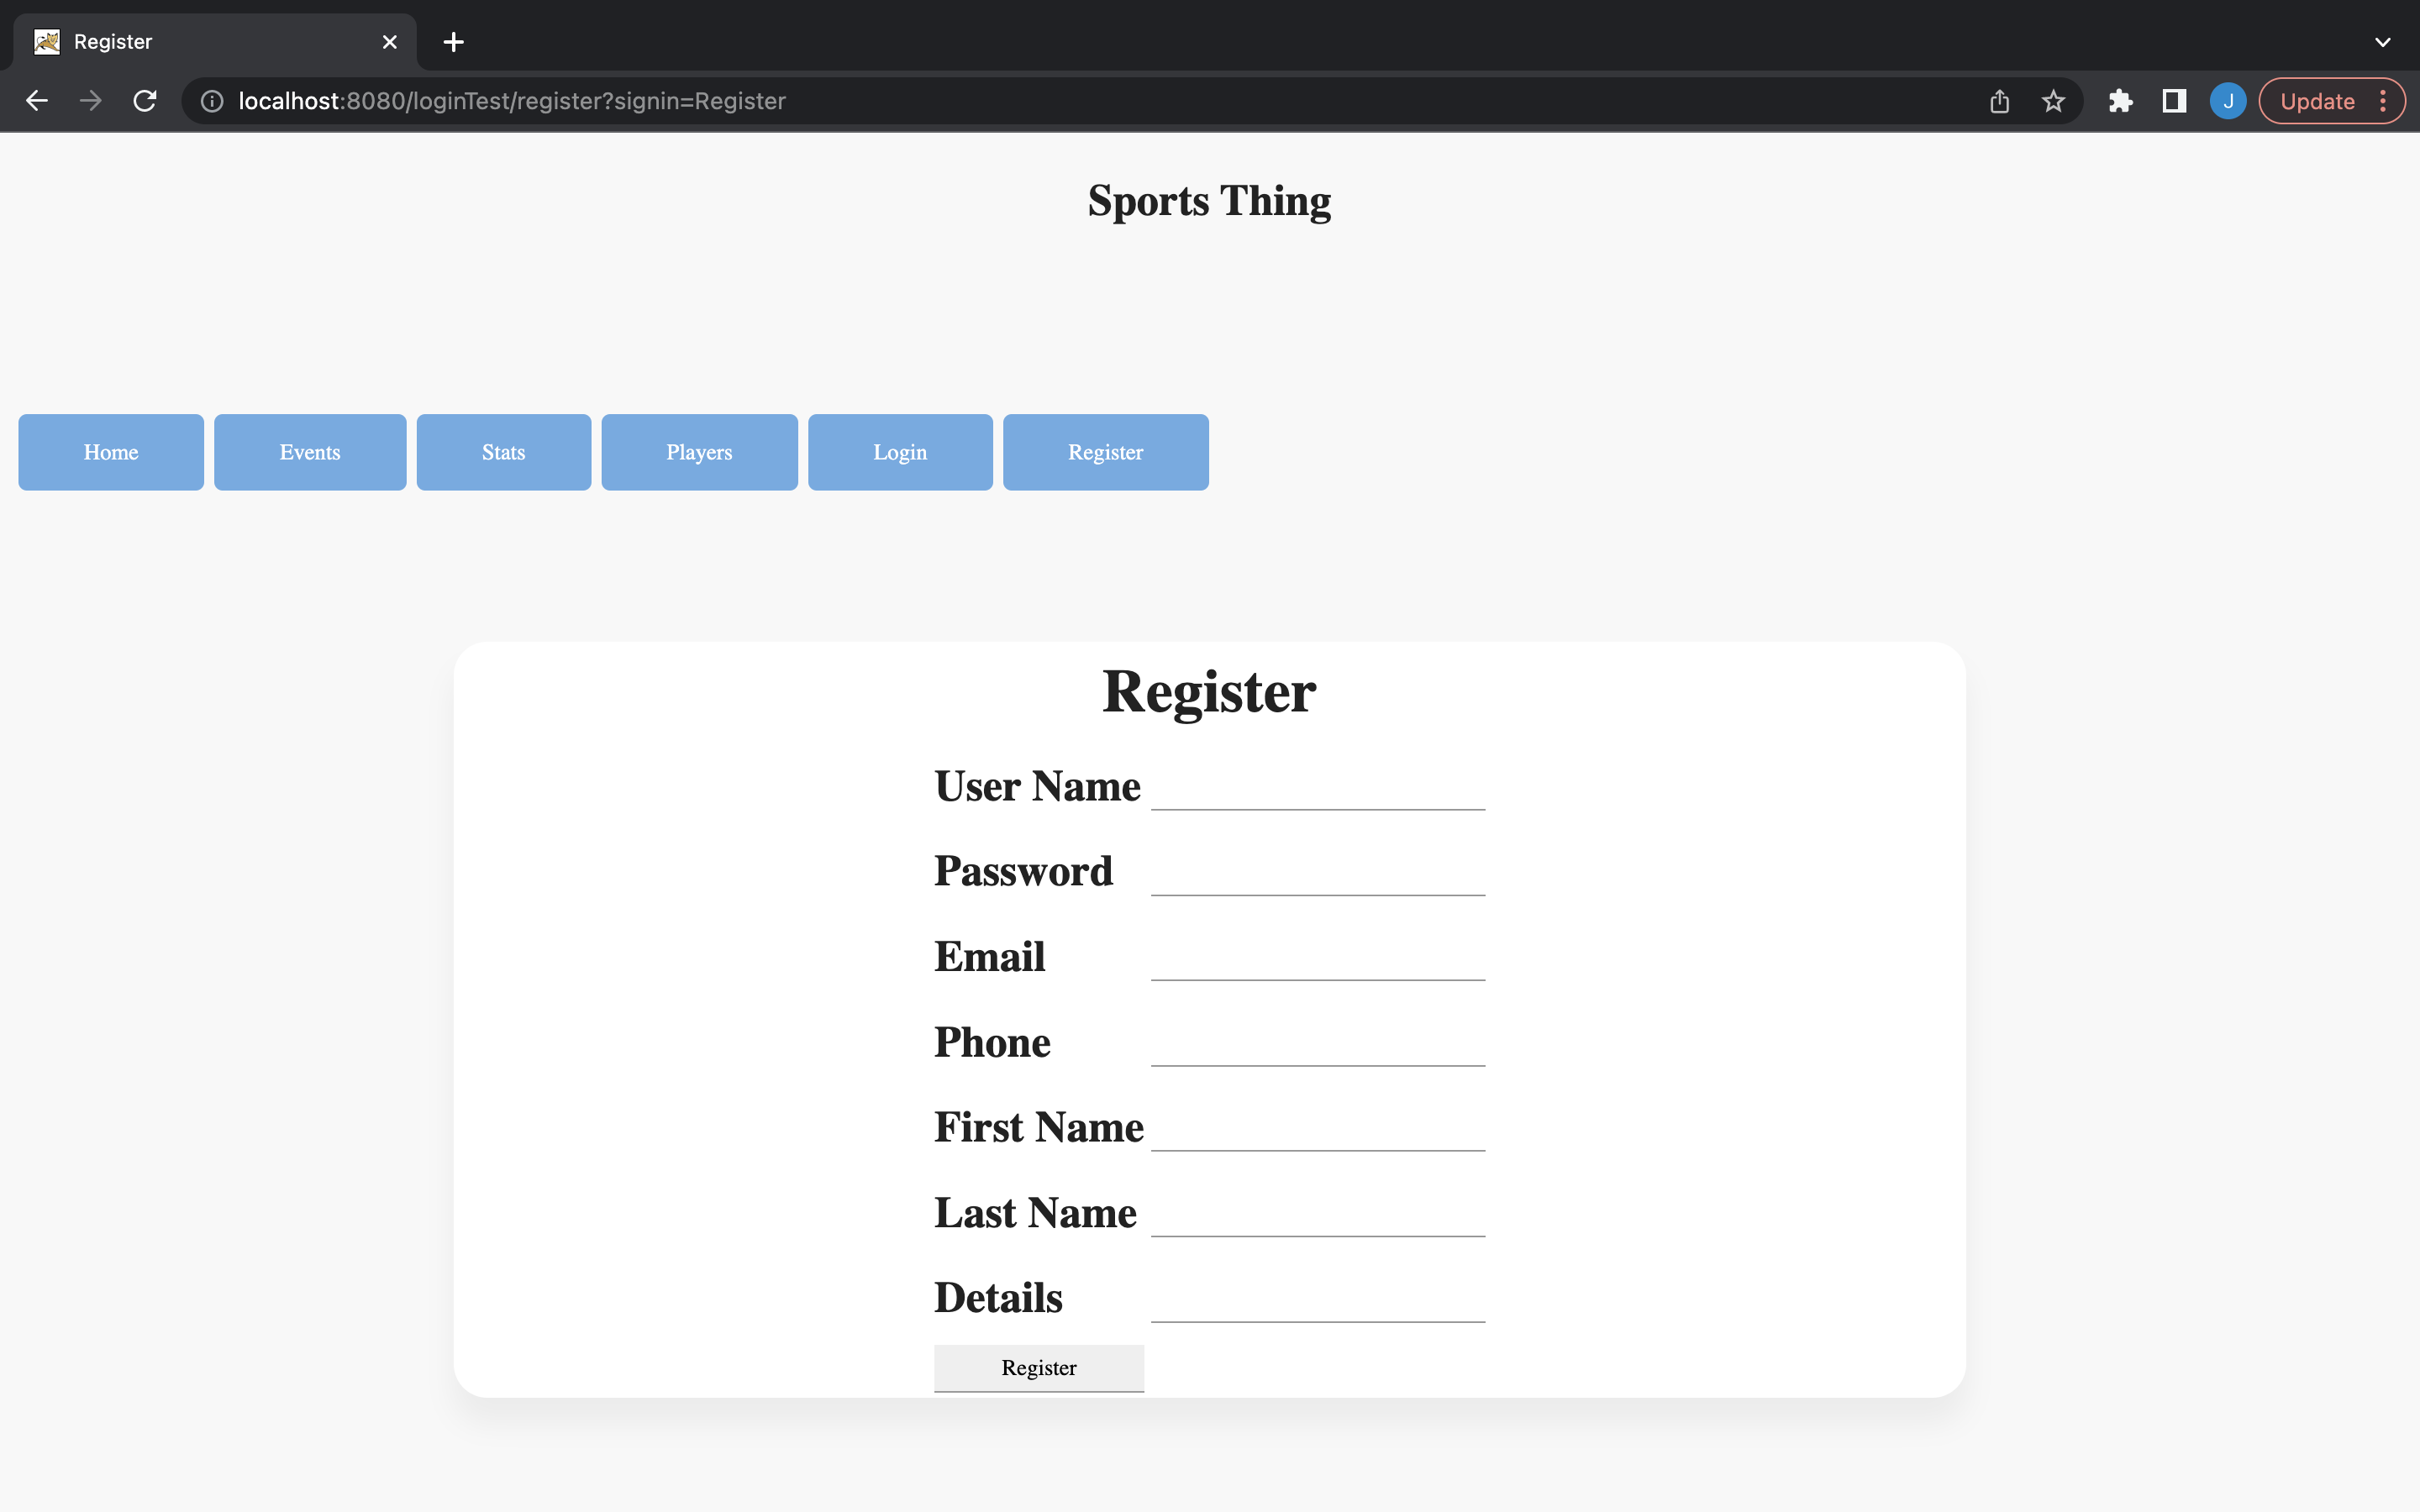 Register
localhost:8080/loginTest/register?signin=Register
J
Update
Sports Thing
Home Events Stats Players Login Register
Register
User Name
Password
Email
Phone
First Name
Last Name
Details
Register